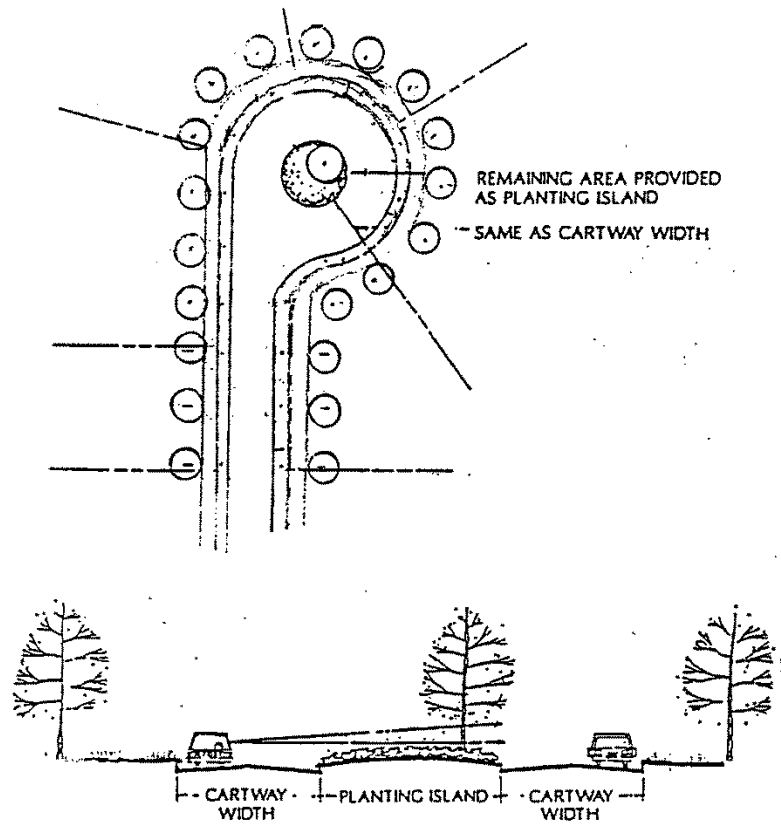 REMAINING AREA PROVIDED
AS PLANTING ISLAND
SAME AS CARTWAY WIDTH
CARTWAY WIDTH
PLANTING ISLAND
CARTWAY WIDTH